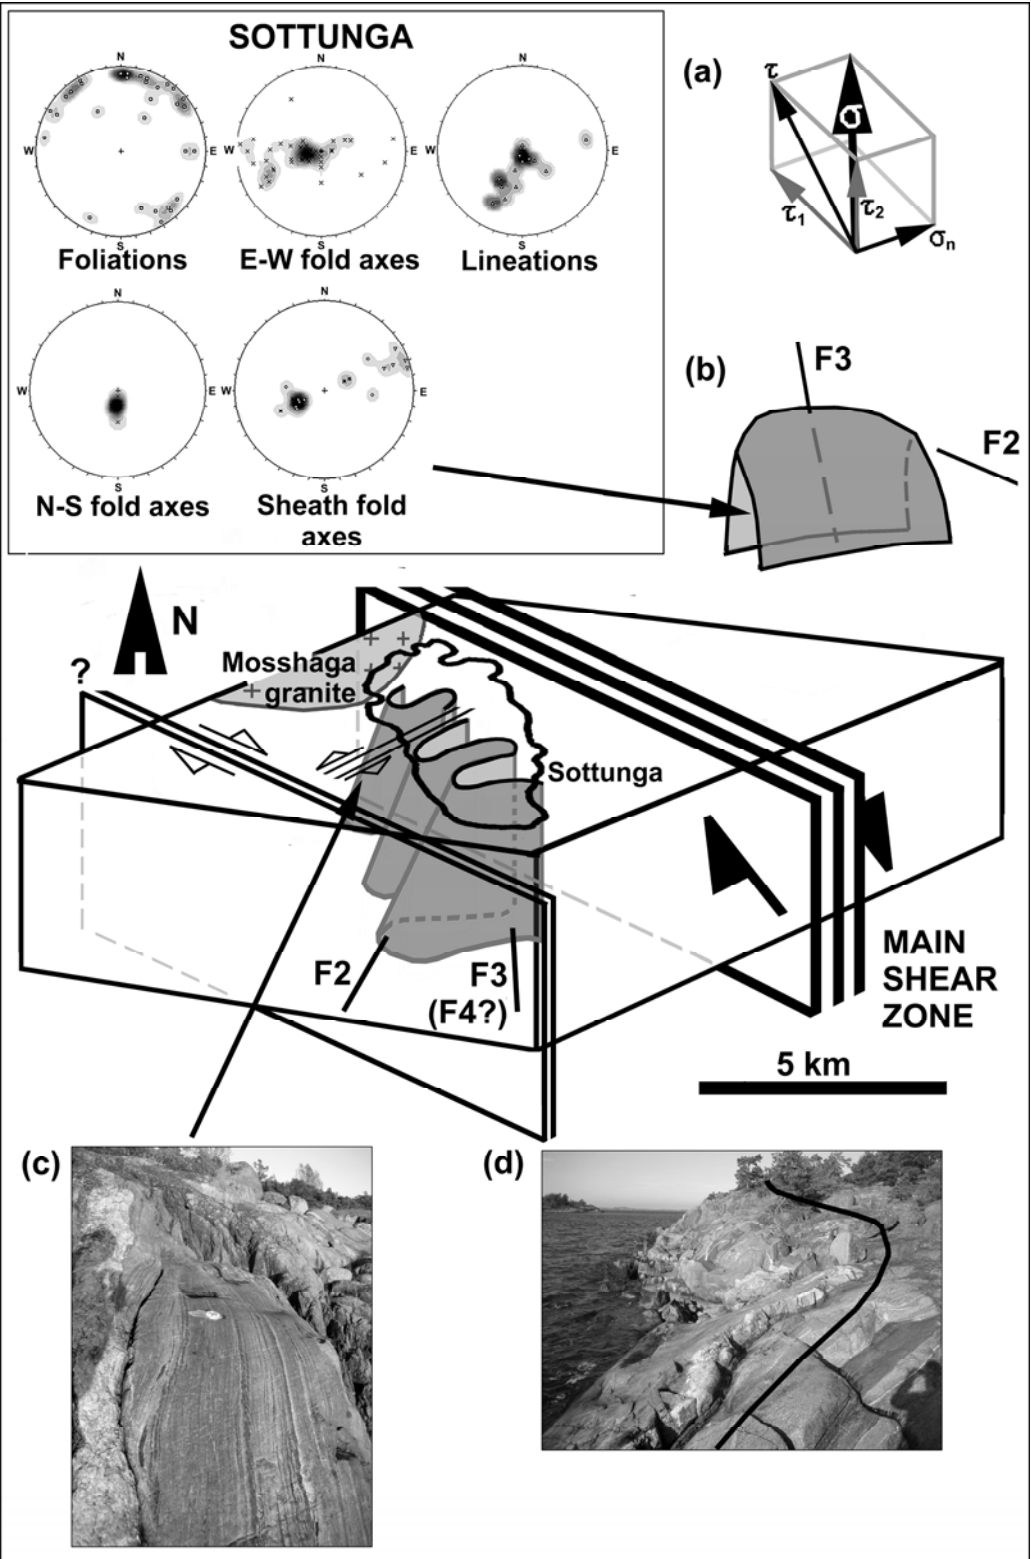 SOTTUNGA
N
W
E
S
Foliations
N
W
E
S
E-W fold axes
N
W
E
S
Lineations
N
W
E
S
N-S fold axes
N
W
E
S
Sheath fold
axes
(a)
τ
σ
τ1
τ2
σn
(b)
F3
F2
N
?
Mosshaga
granite
Sottunga
F2
F3
(F4?)
MAIN
SHEAR
ZONE
5 km
(c)
(d)